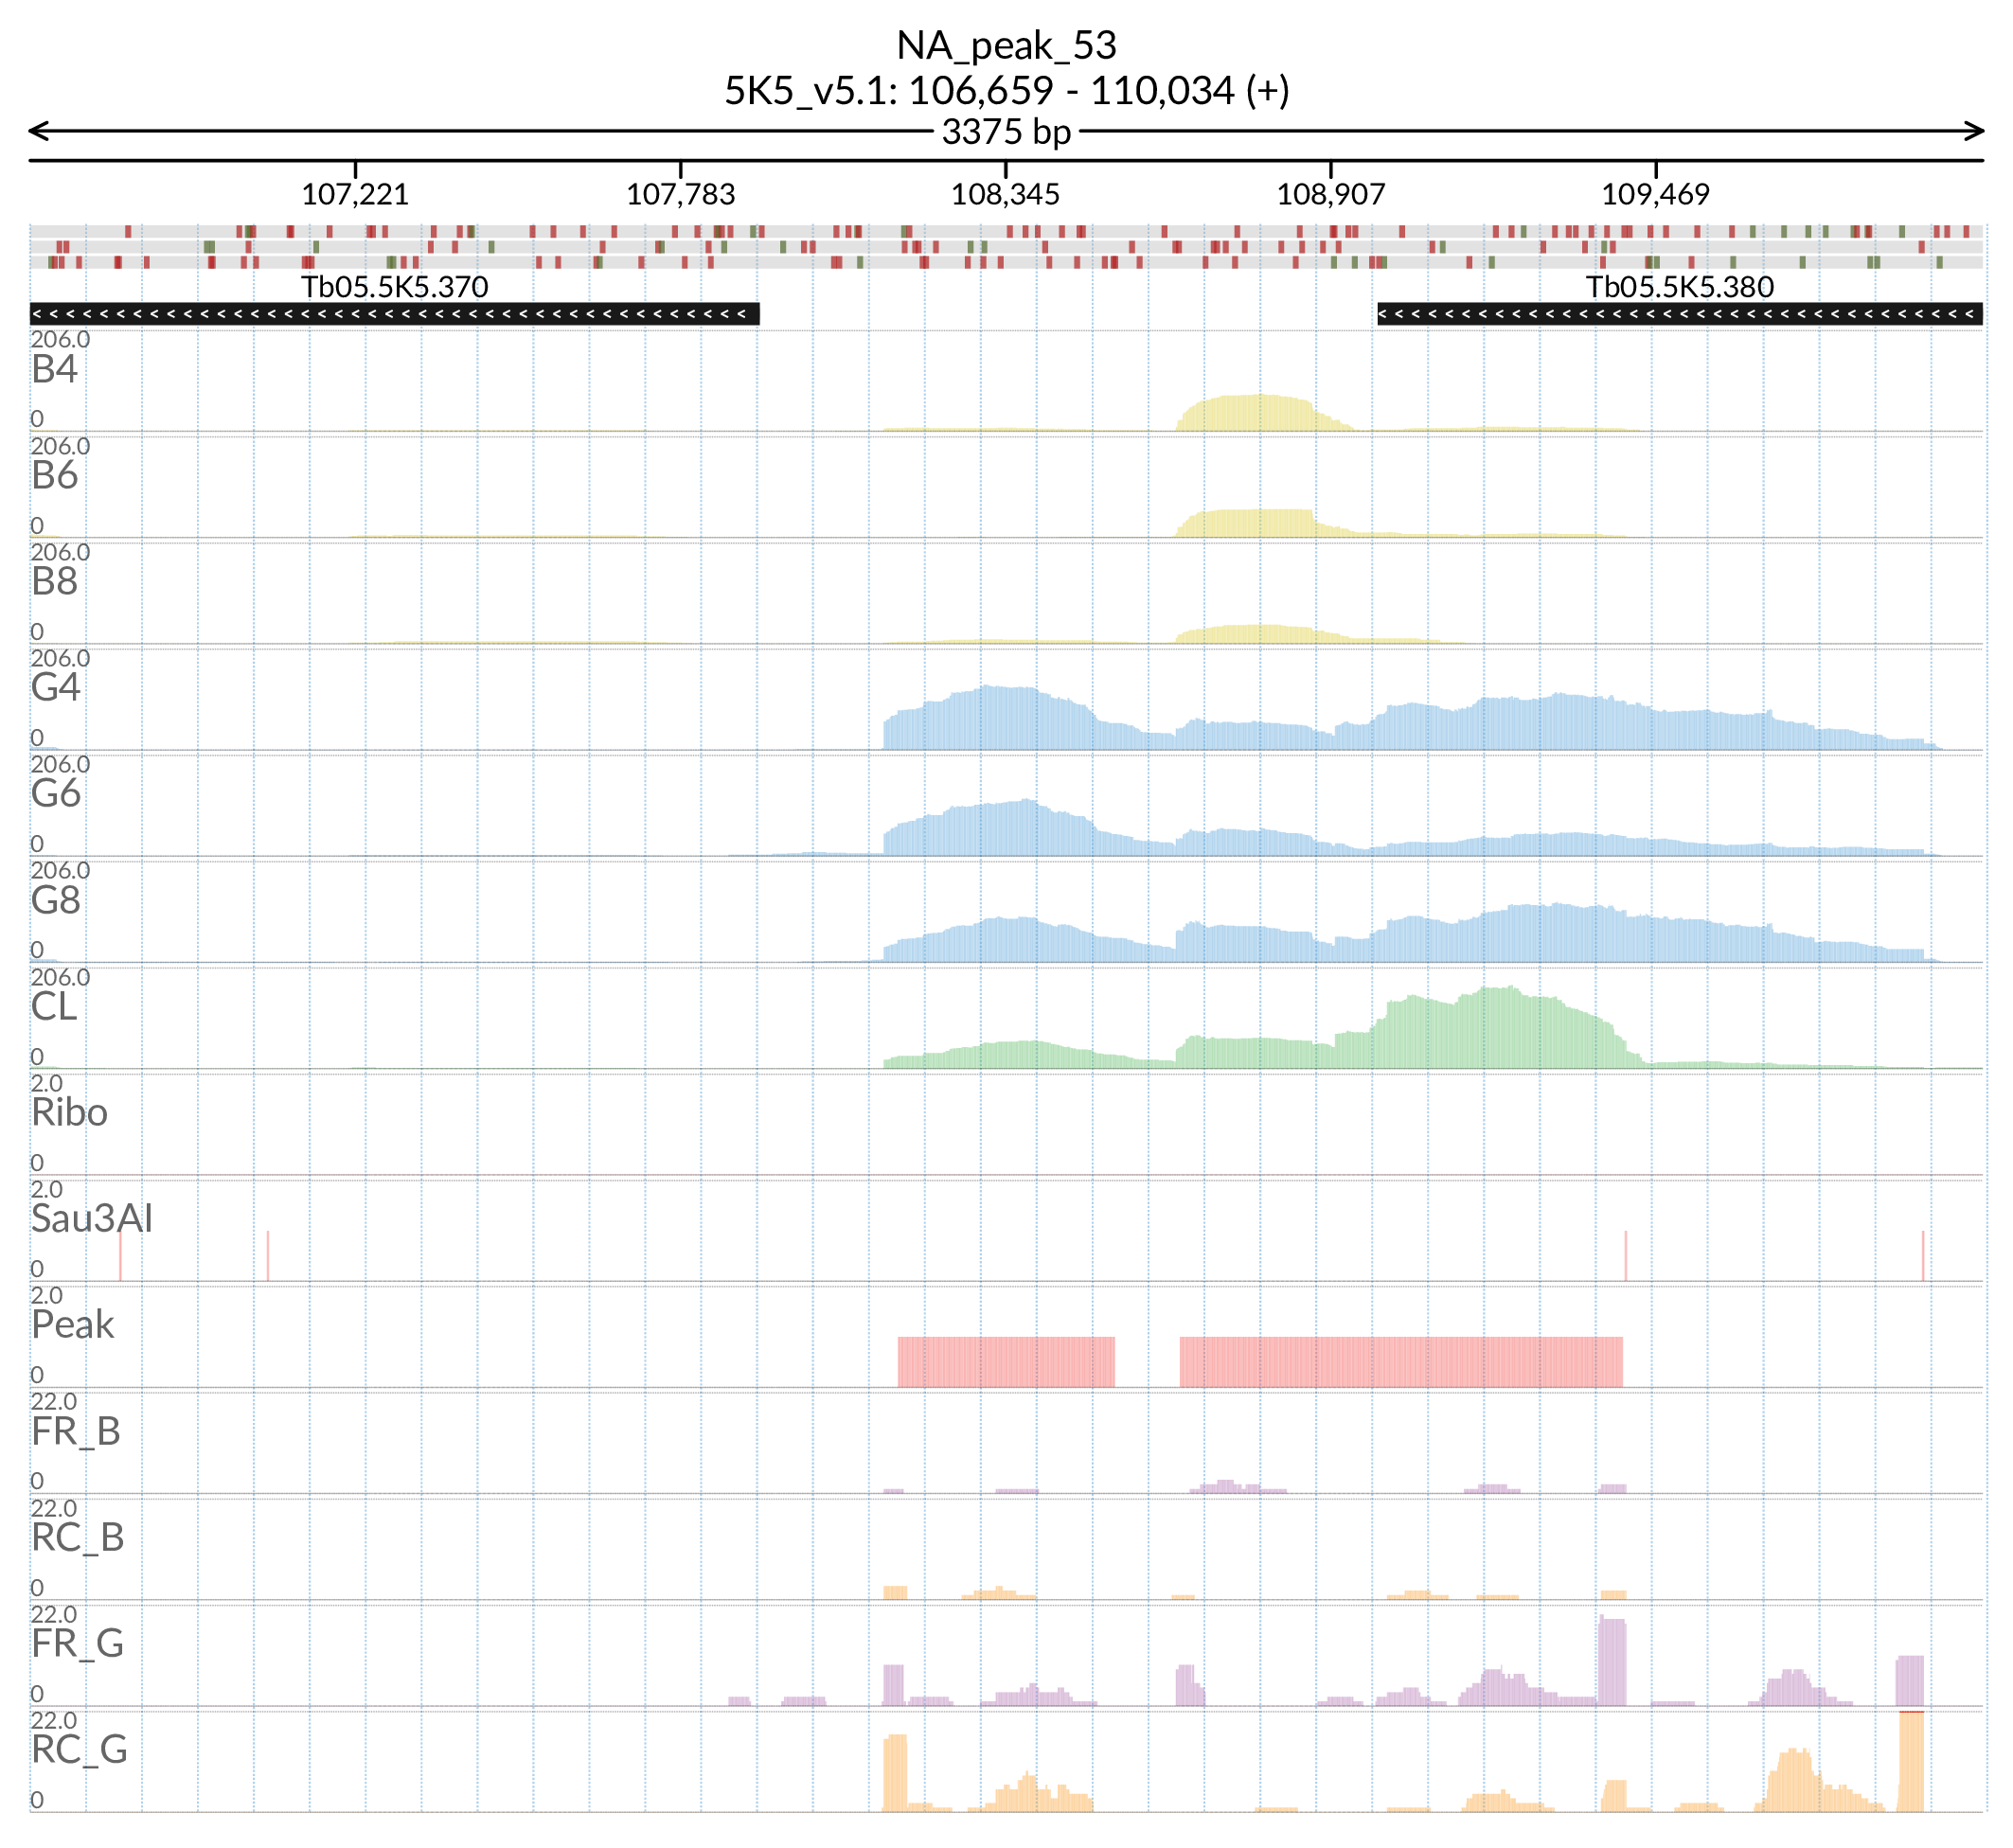 NA_peak_53
5K5_v5.1: 106,659 - 110,034 (+)
3375 bp
107,221 107,783 108,345 108,907 109,469
Tb05.5K5.370 Tb05.5K5.380
206.0
B4
0
206.0
B6
0
206.0
B8
0
206.0
G4
0
206.0
G6
0
206.0
G8
0
206.0
CL
0
2.0
Ribo
0
2.0
Sau3AI
0
2.0
Peak
0
22.0
FR_B
0
22.0
RC_B
0
22.0
FR_G
0
22.0
RC_G
0